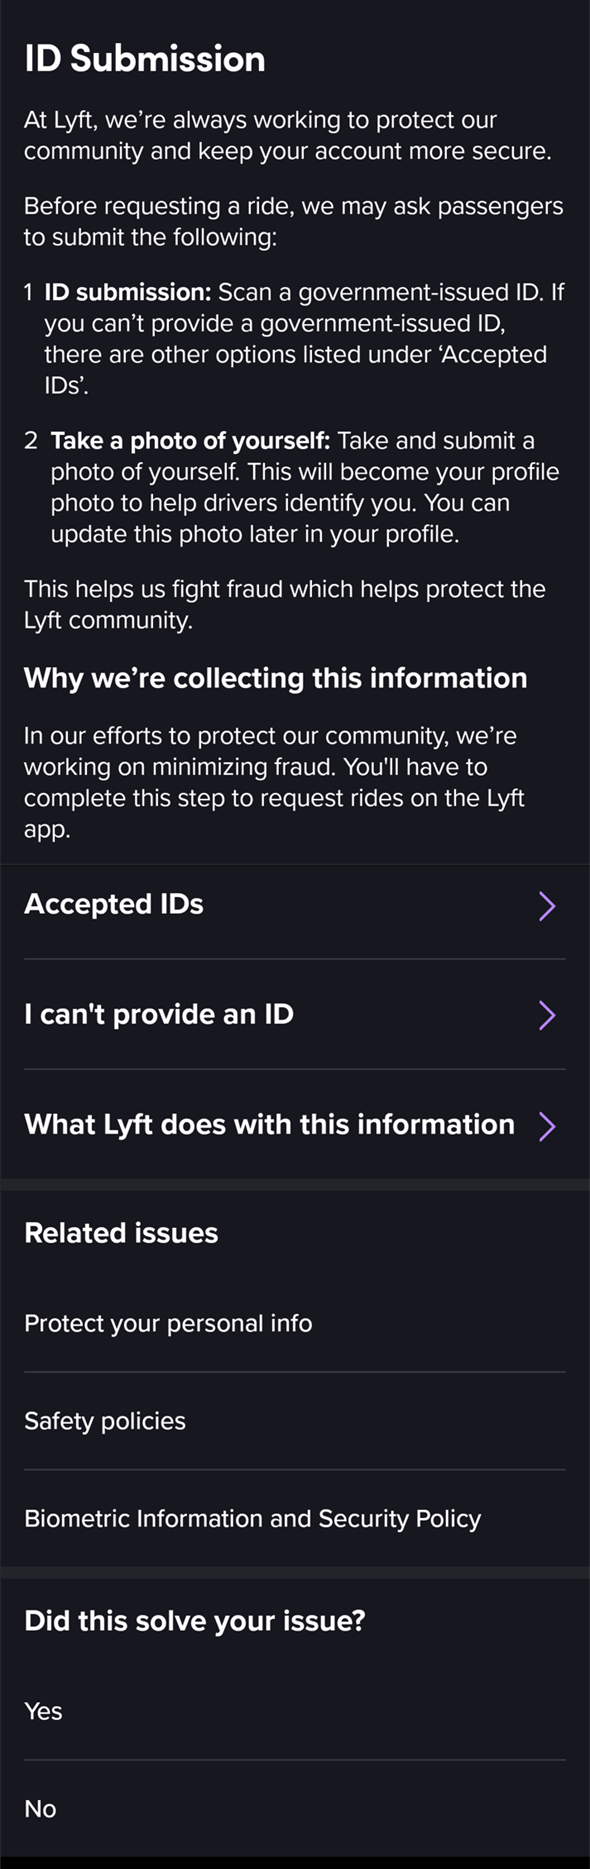 ID Submission
At Lyft, we’re always working to protect our
community and keep your account more secure.
Before requesting a ride, we may ask passengers
to submit the following:
1 ID submission: Scan a government-issued ID. If
you can’t provide a government-issued ID,
there are other options listed under ‘Accepted
IDs’.
2 Take a photo of yourself: Take and submit a
photo of yourself. This will become your profile
photo to help drivers identify you. You can
update this photo later in your profile.
This helps us fight fraud which helps protect the
Lyft community.
Why we’re collecting this information
In our efforts to protect our community, we’re
working on minimizing fraud. You'll have to
complete this step to request rides on the Lyft
app.
Accepted IDs
I can't provide an ID
What Lyft does with this information
Related issues
Protect your personal info
Safety policies
Biometric Information and Security Policy
Did this solve your issue?
Yes
No